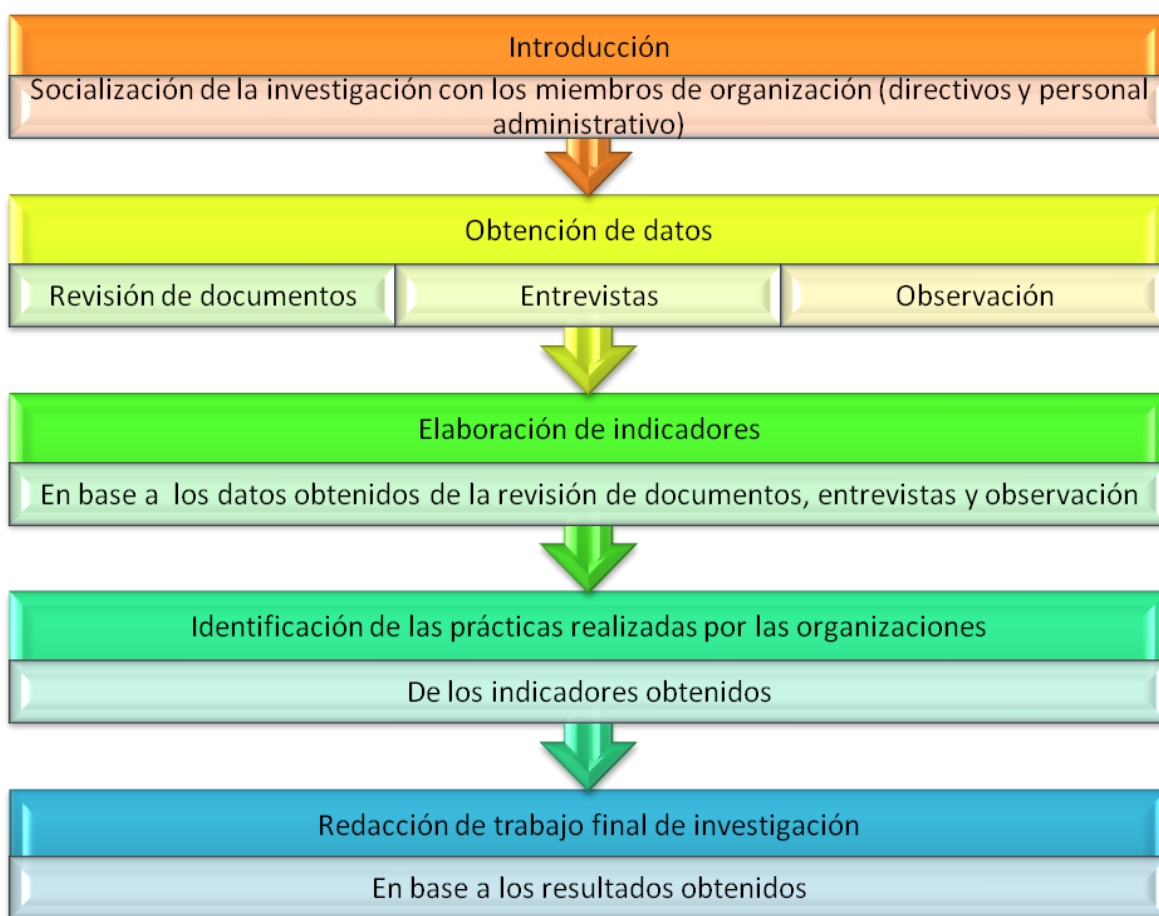 Introducción
Socialización de la investigación con los miembros de organización (directivos y personal
administrativo)
Obtención de datos
Revisión de documentos
Entrevistas
Observación
Elaboración de indicadores
En base a  los datos obtenidos de la revisión de documentos, entrevistas y observación
Identificación de las prácticas realizadas por las organizaciones
De los indicadores obtenidos
Redacción de trabajo final de investigación
En base a los resultados obtenidos